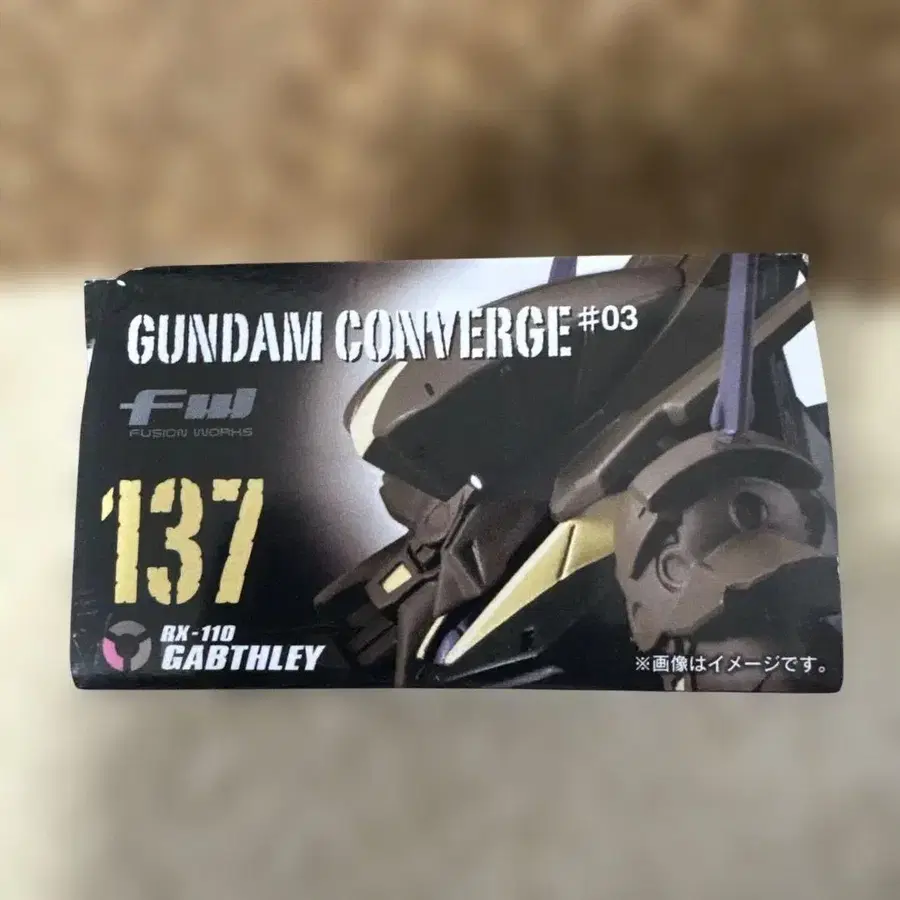 GUNDAM CONVERGE #03
FW
FUSION WORKS
137
RX-110
GABTHLEY
※画像はイメージです。